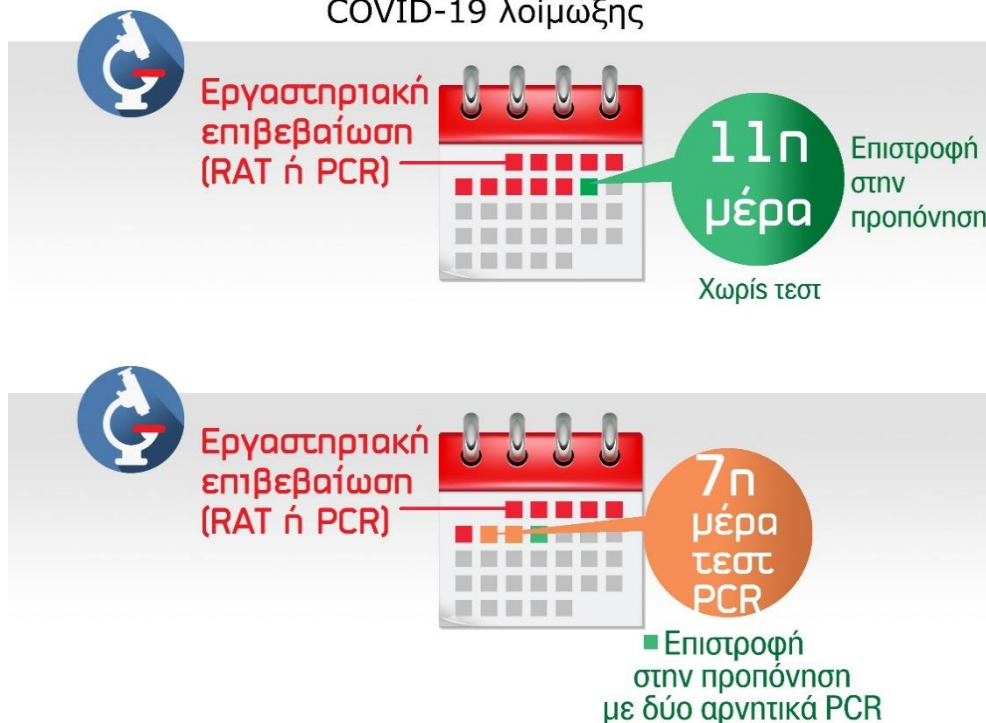 COVID-19 λοίμωξης
Εργαστηριακή
επιβεβαίωση
(RAT ή PCR)
11η
μέρα
Επιστροφή
στην
προπόνηση
Χωρίς τεστ
Εργαστηριακή
επιβεβαίωση
(RAT ή PCR)
7η
μέρα
τεστ
PCR
Επιστροφή
στην προπόνηση
με δύο αρνητικά PCR